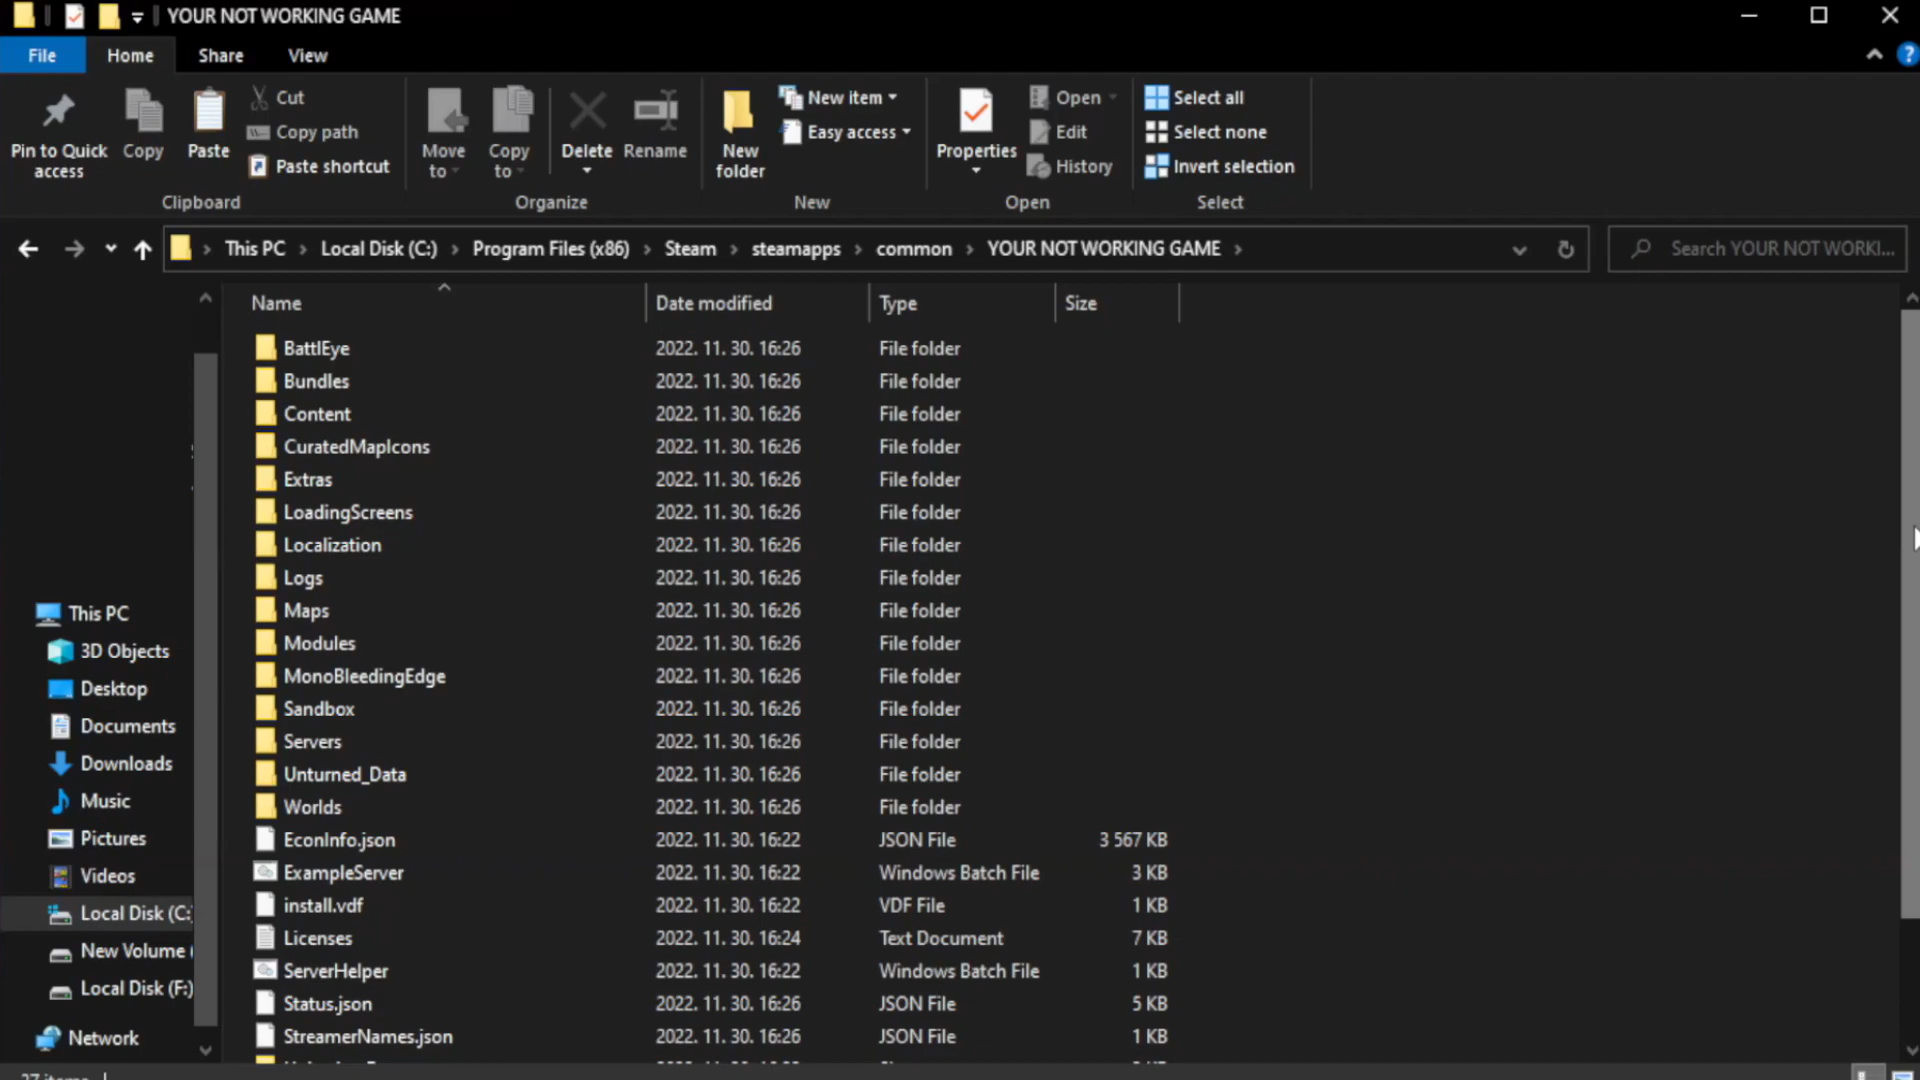 YOUR NOT WORKING GAME
File Home Share View
Pin to Quick access
Copy
Paste
Cut
Copy path
Paste shortcut
Clipboard
Move to
Copy to
Delete
Rename
Organize
New folder
New item
Easy access
New
Properties
Open
Edit
History
Open
Select all
Select none
Invert selection
Select
This PC > Local Disk (C:) > Program Files (x86) > Steam > steamapps > common > YOUR NOT WORKING GAME >
Search YOUR NOT WORKI...
Name Date modified Type Size
BattlEye 2022. 11. 30. 16:26 File folder
Bundles 2022. 11. 30. 16:26 File folder
Content 2022. 11. 30. 16:26 File folder
CuratedMapIcons 2022. 11. 30. 16:26 File folder
Extras 2022. 11. 30. 16:26 File folder
LoadingScreens 2022. 11. 30. 16:26 File folder
Localization 2022. 11. 30. 16:26 File folder
Logs 2022. 11. 30. 16:26 File folder
Maps 2022. 11. 30. 16:26 File folder
Modules 2022. 11. 30. 16:26 File folder
MonoBleedingEdge 2022. 11. 30. 16:26 File folder
Sandbox 2022. 11. 30. 16:26 File folder
Servers 2022. 11. 30. 16:26 File folder
Unturned_Data 2022. 11. 30. 16:26 File folder
Worlds 2022. 11. 30. 16:26 File folder
EconInfo.json 2022. 11. 30. 16:22 JSON File 3 567 KB
ExampleServer 2022. 11. 30. 16:22 Windows Batch File 3 KB
install.vdf 2022. 11. 30. 16:22 VDF File 1 KB
Licenses 2022. 11. 30. 16:24 Text Document 7 KB
ServerHelper 2022. 11. 30. 16:22 Windows Batch File 1 KB
Status.json 2022. 11. 30. 16:26 JSON File 5 KB
StreamerNames.json 2022. 11. 30. 16:26 JSON File 1 KB
This PC
3D Objects
Desktop
Documents
Downloads
Music
Pictures
Videos
Local Disk (C:
New Volume (
Local Disk (F:)
Network